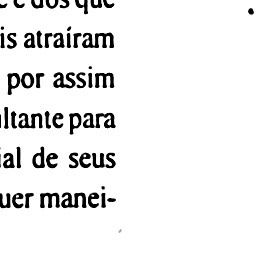 e e dos que
is atraíram
por assim
ltante para
ial de seus
uer manei-